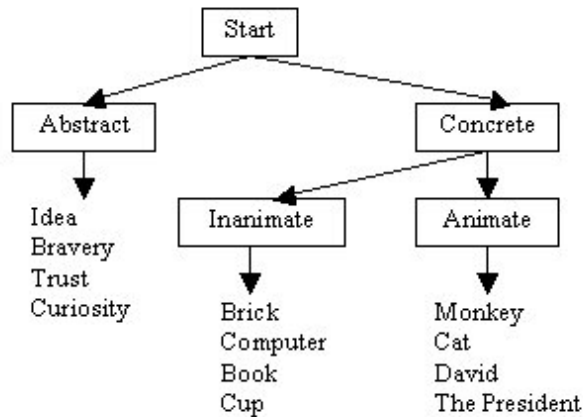 Start
Abstract
Concrete
Inanimate
Animate
Idea
Bravery
Trust
Curiosity
Brick
Computer
Book
Cup
Monkey
Cat
David
The President